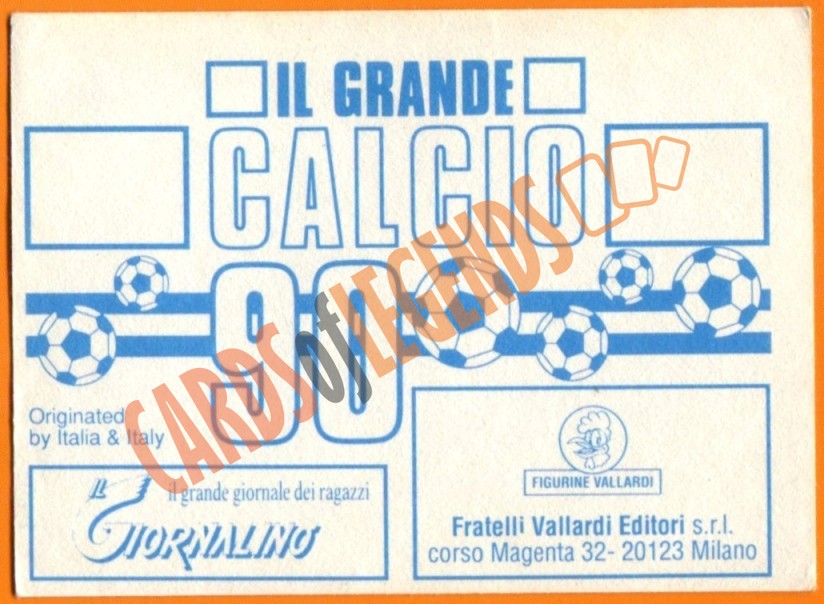 IL GRANDE
CALCIO
90
CARDS of LEGENDS
Originated
by Italia & Italy
il grande giornale dei ragazzi
IL
GIORNALINO
FIGURINE VALLARDI
Fratelli Vallardi Editori s.r.l.
corso Magenta 32- 20123 Milano